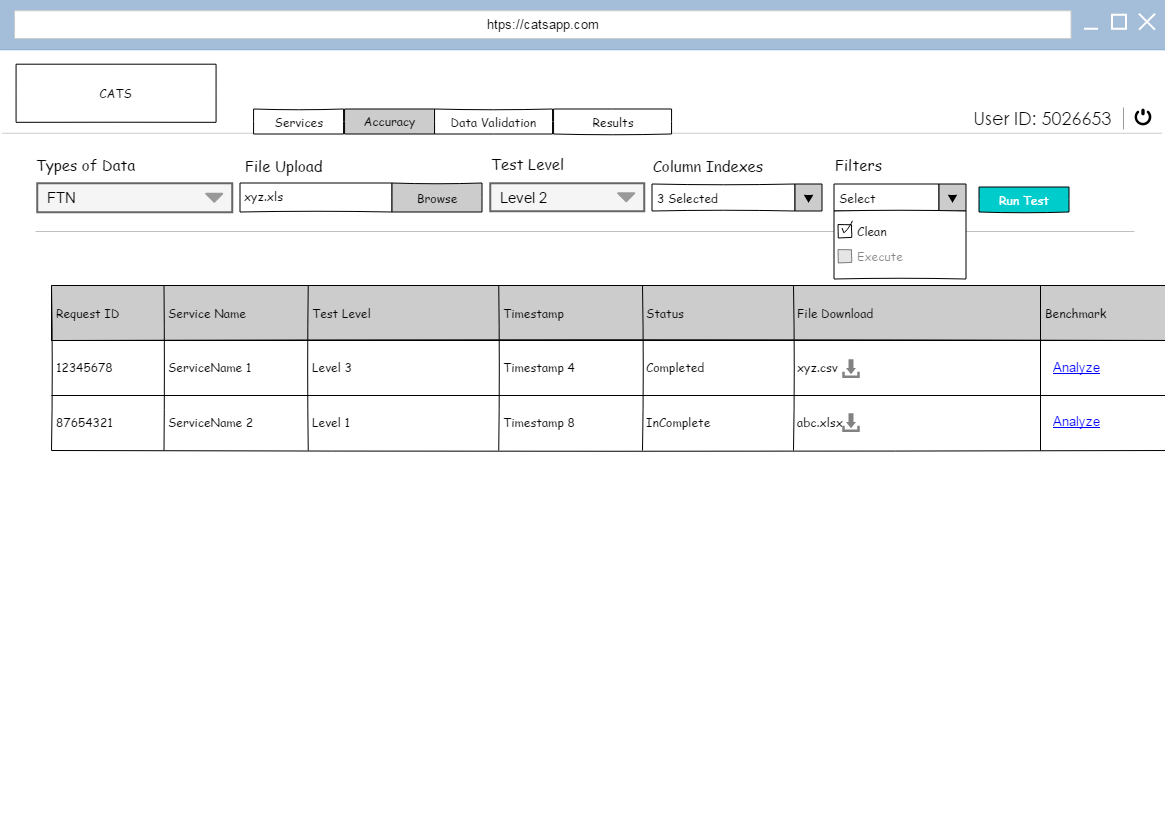 htps://catsapp.com
CATS
Services Accuracy Data Validation Results
User ID: 5026653
Types of Data File Upload Test Level Column Indexes Filters
FTN xyz.xls Browse Level 2 3 Selected Select Run Test
Clean
Execute
Request ID Service Name Test Level Timestamp Status File Download Benchmark
12345678 ServiceName 1 Level 3 Timestamp 4 Completed xyz.csv Analyze
87654321 ServiceName 2 Level 1 Timestamp 8 InComplete abc.xlsx Analyze